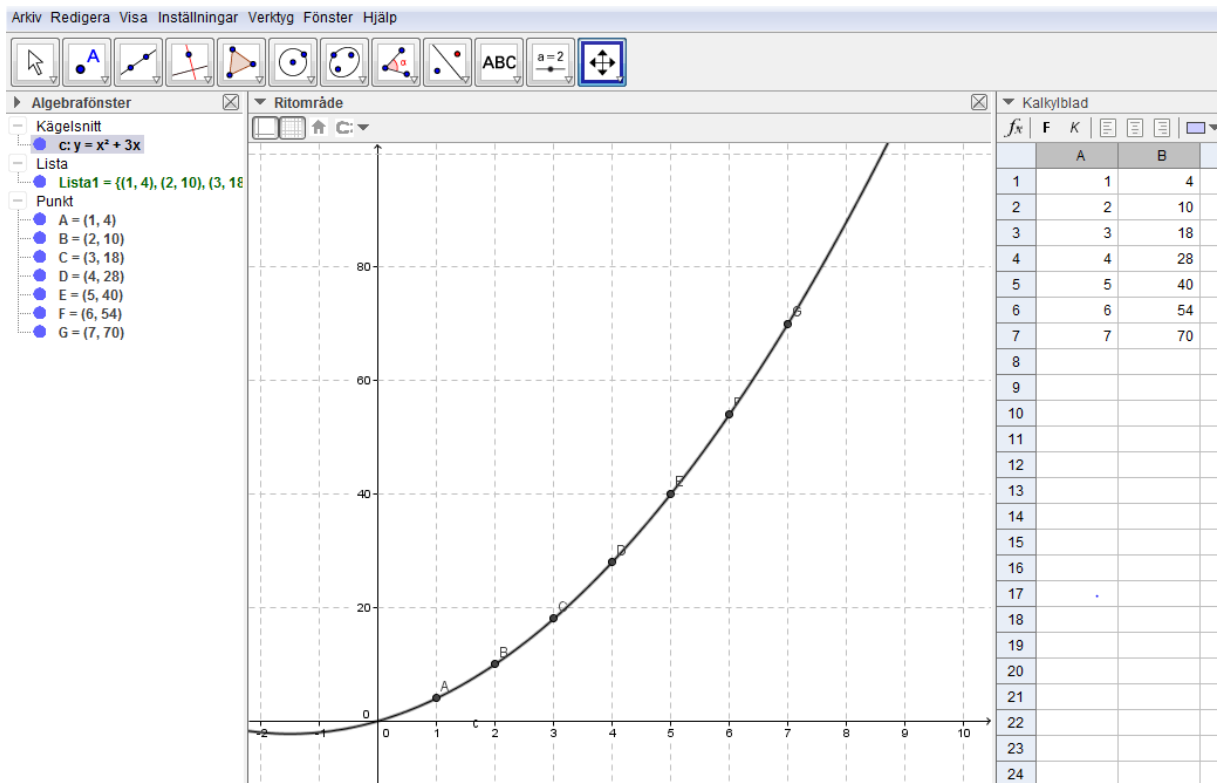 Arkiv Redigera Visa Inställningar Verktyg Fönster Hjälp
A
α
ABC
a = 2
Algebrafönster
Kägelsnitt
c: y = x² + 3x
Lista
Lista1 = {(1, 4), (2, 10), (3, 18
Punkt
A = (1, 4)
B = (2, 10)
C = (3, 18)
D = (4, 28)
E = (5, 40)
F = (6, 54)
G = (7, 70)
Ritområde
80
60
40
20
0
-2 -1 0 1 2 3 4 5 6 7 8 9 10
A
B
C
D
E
F
G
c
Kalkylblad
fx F K
A B
1 1 4
2 2 10
3 3 18
4 4 28
5 5 40
6 6 54
7 7 70
8
9
10
11
12
13
14
15
16
17
18
19
20
21
22
23
24